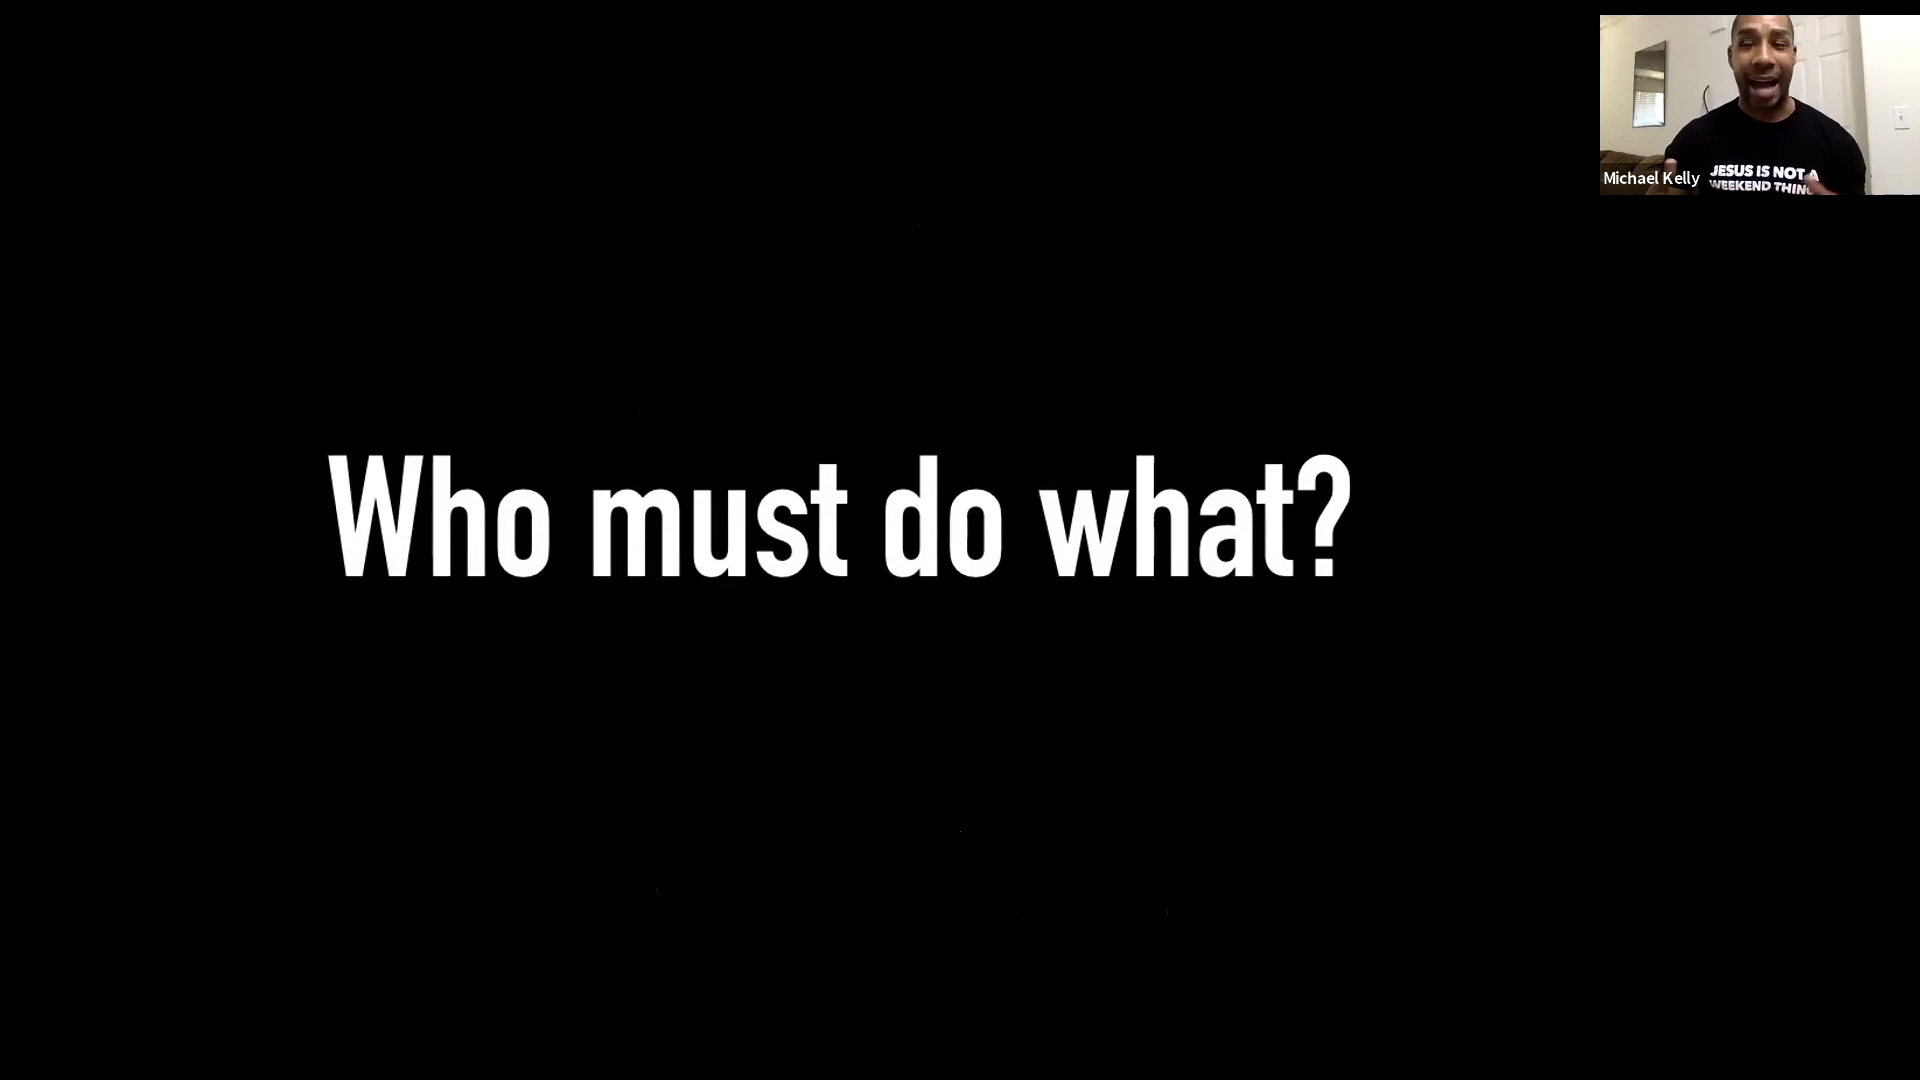 Who must do what?
Michael Kelly
JESUS IS NOT A
WEEKEND THING